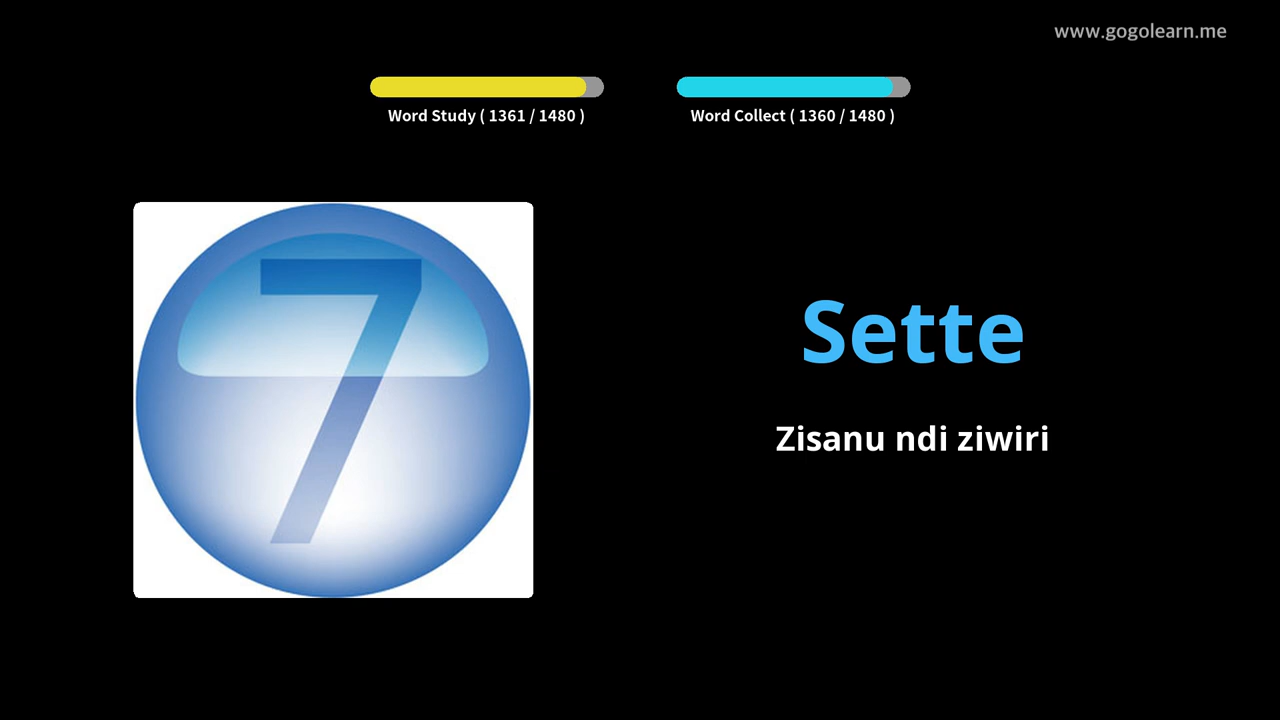 www.gogolearn.me
Word Study ( 1361 / 1480 )
Word Collect ( 1360 / 1480 )
7
Sette
Zisanu ndi ziwiri